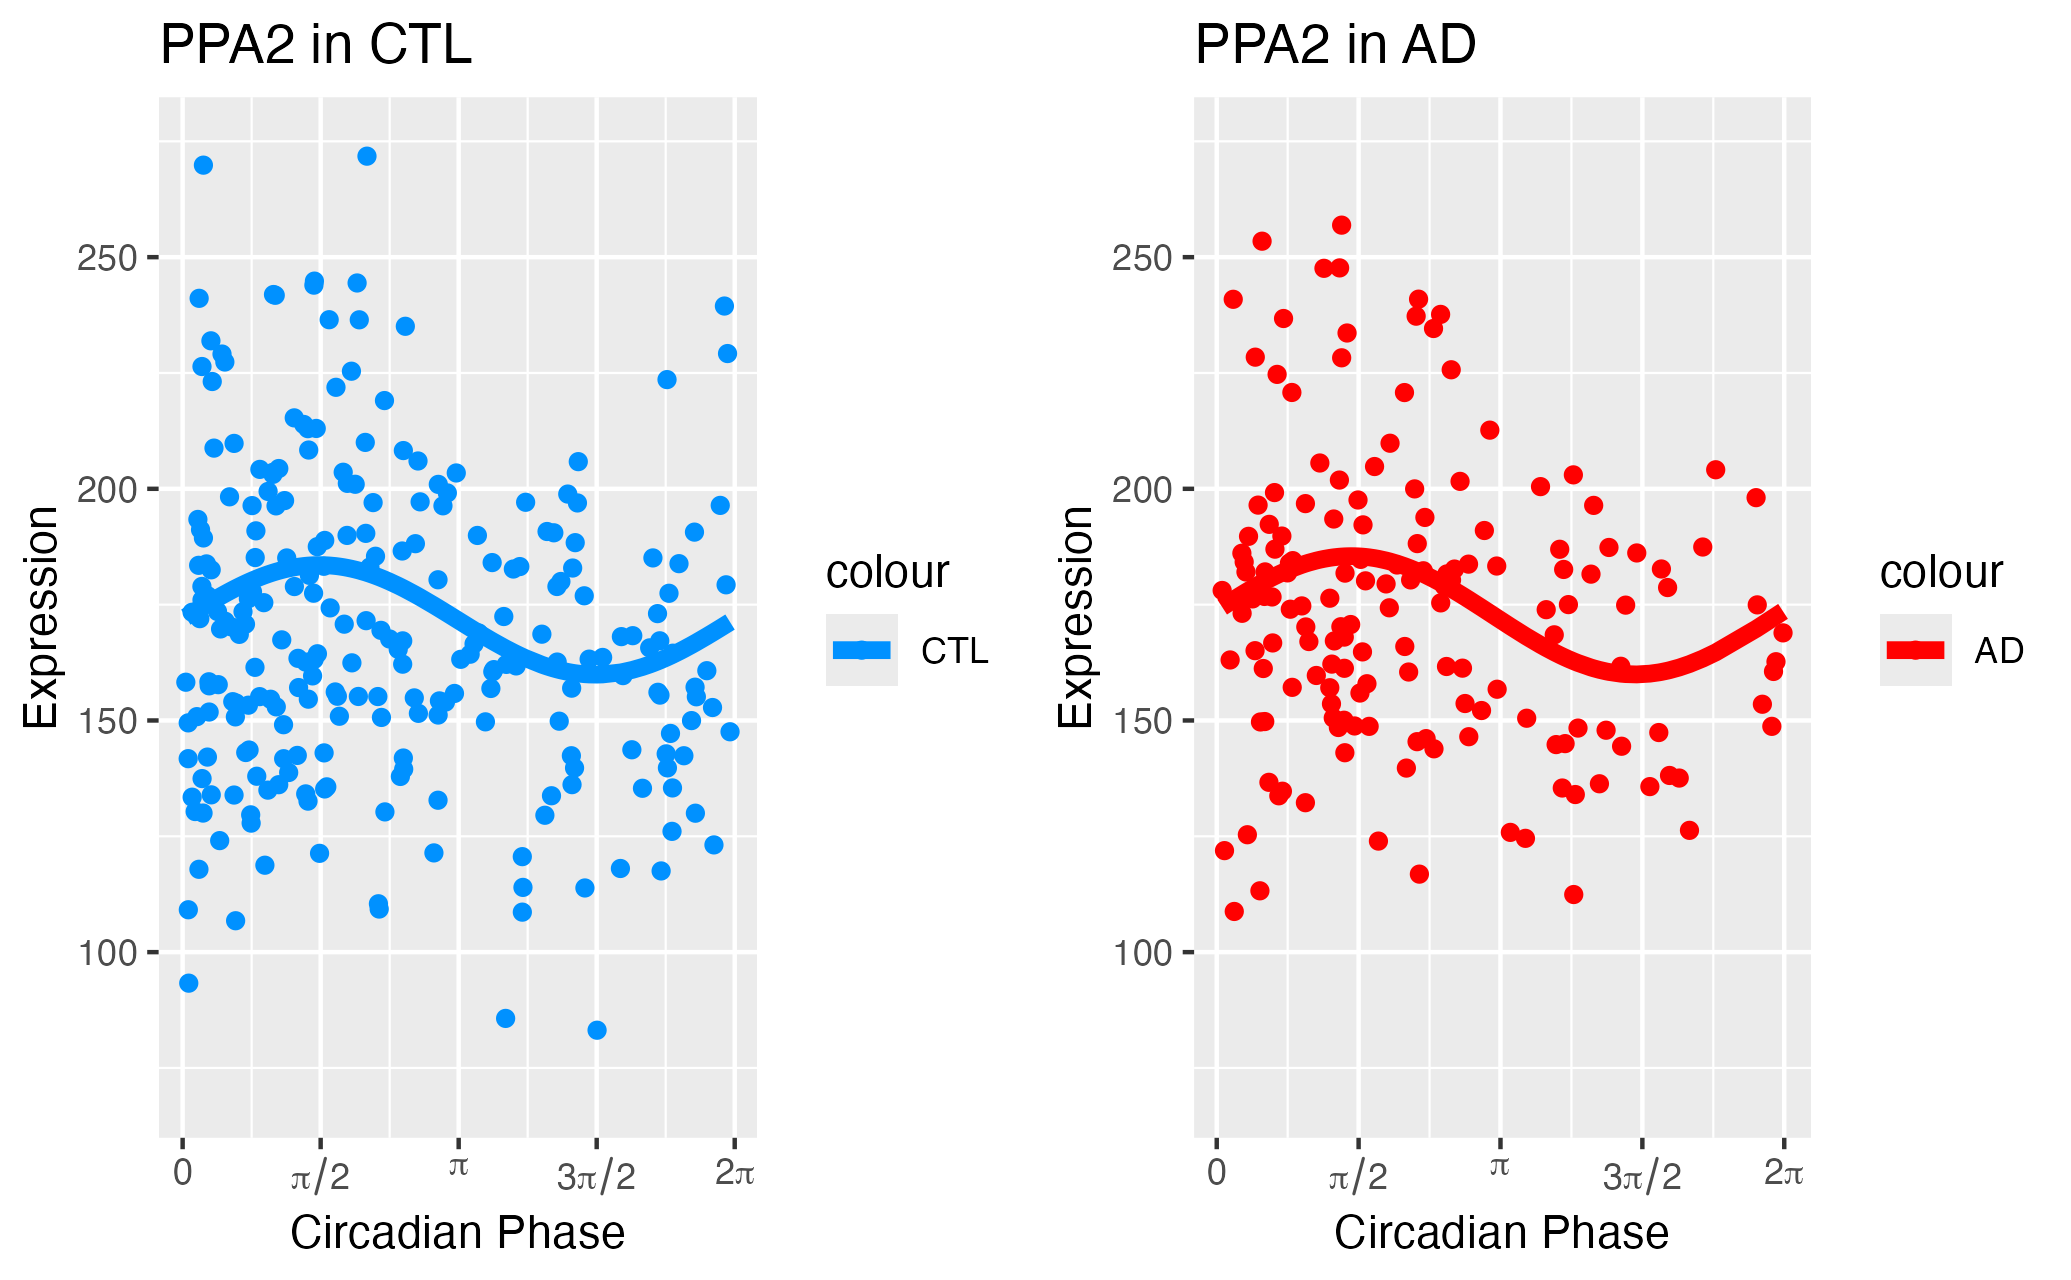 PPA2 in CTL
Expression
250
200
150
100
0 π/2 π 3π/2 2π
Circadian Phase
colour
CTL
PPA2 in AD
Expression
250
200
150
100
0 π/2 π 3π/2 2π
Circadian Phase
colour
AD